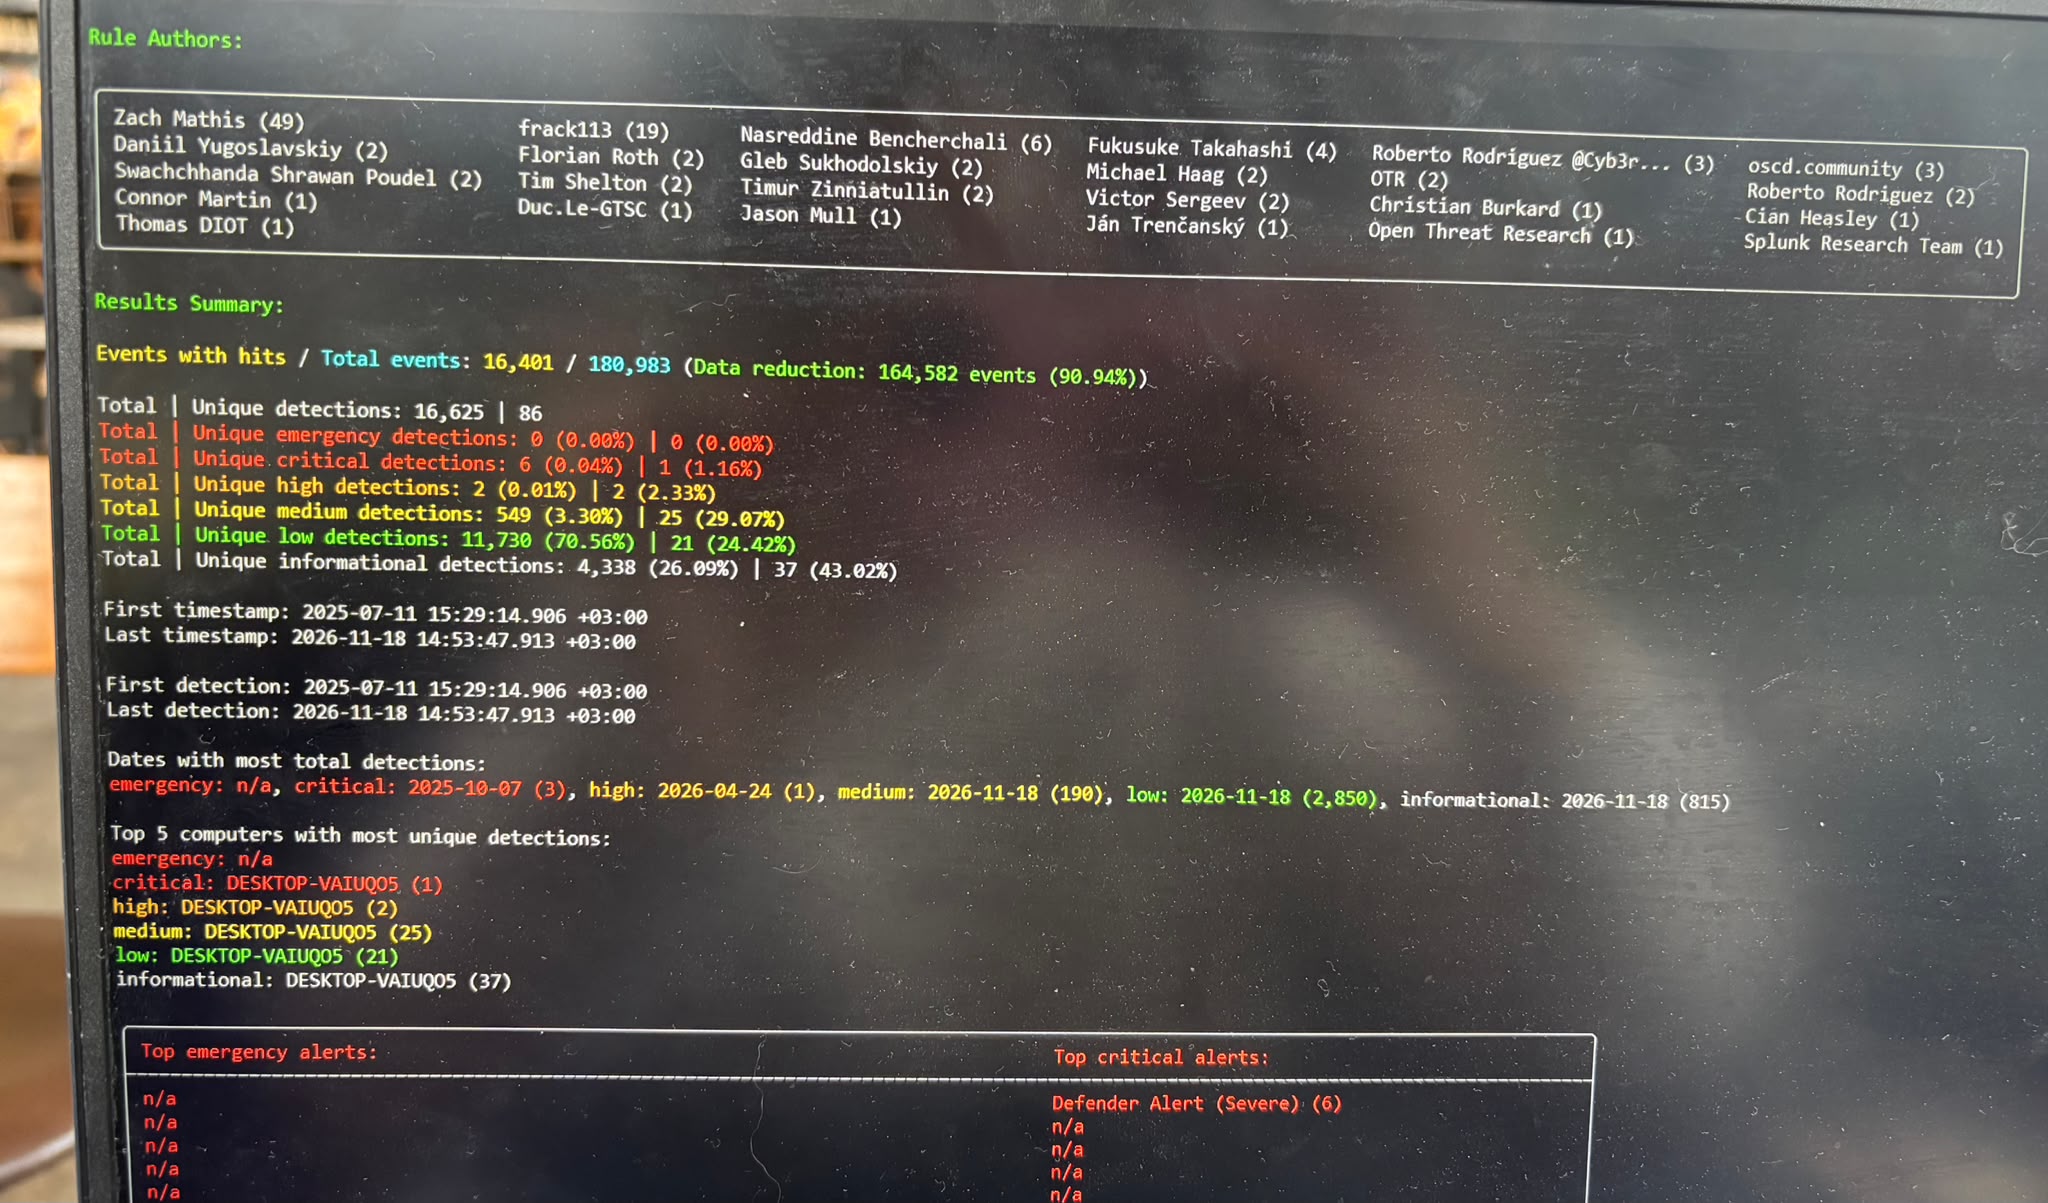 Rule Authors:
Zach Mathis (49) frack113 (19) Nasreddine Bencherchali (6) Fukusuke Takahashi (4) Roberto Rodriguez @Cyb3r... (3) oscd.community (3)
Daniil Yugoslavskiy (2) Florian Roth (2) Gleb Sukhodolskiy (2) Michael Haag (2) OTR (2) Roberto Rodriguez (2)
Swachchhanda Shrawan Poudel (2) Tim Shelton (2) Timur Zinniatullin (2) Victor Sergeev (2) Christian Burkard (1) Cian Heasley (1)
Connor Martin (1) Duc.Le-GTSC (1) Jason Mull (1) Ján Trenčanský (1) Open Threat Research (1) Splunk Research Team (1)
Thomas DIOT (1)
Results Summary:
Events with hits / Total events: 16,401 / 180,983 (Data reduction: 164,582 events (90.94%))
Total | Unique detections: 16,625 | 86
Total | Unique emergency detections: 0 (0.00%) | 0 (0.00%)
Total | Unique critical detections: 6 (0.04%) | 1 (1.16%)
Total | Unique high detections: 2 (0.01%) | 2 (2.33%)
Total | Unique medium detections: 549 (3.30%) | 25 (29.07%)
Total | Unique low detections: 11,730 (70.56%) | 21 (24.42%)
Total | Unique informational detections: 4,338 (26.09%) | 37 (43.02%)
First timestamp: 2025-07-11 15:29:14.906 +03:00
Last timestamp: 2026-11-18 14:53:47.913 +03:00
First detection: 2025-07-11 15:29:14.906 +03:00
Last detection: 2026-11-18 14:53:47.913 +03:00
Dates with most total detections:
emergency: n/a, critical: 2025-10-07 (3), high: 2026-04-24 (1), medium: 2026-11-18 (190), low: 2026-11-18 (2,850), informational: 2026-11-18 (815)
Top 5 computers with most unique detections:
emergency: n/a
critical: DESKTOP-VAIUQO5 (1)
high: DESKTOP-VAIUQO5 (2)
medium: DESKTOP-VAIUQO5 (25)
low: DESKTOP-VAIUQO5 (21)
informational: DESKTOP-VAIUQO5 (37)
Top emergency alerts: Top critical alerts:
n/a Defender Alert (Severe) (6)
n/a n/a
n/a n/a
n/a n/a
n/a n/a